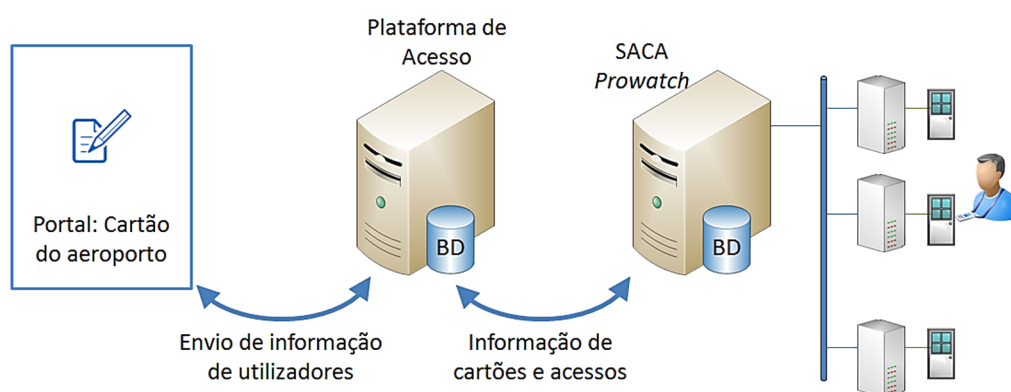 Plataforma de
Acesso
SACA
Prowatch
Portal: Cartão
do aeroporto
BD
BD
Envio de informação
de utilizadores
Informação de
cartões e acessos